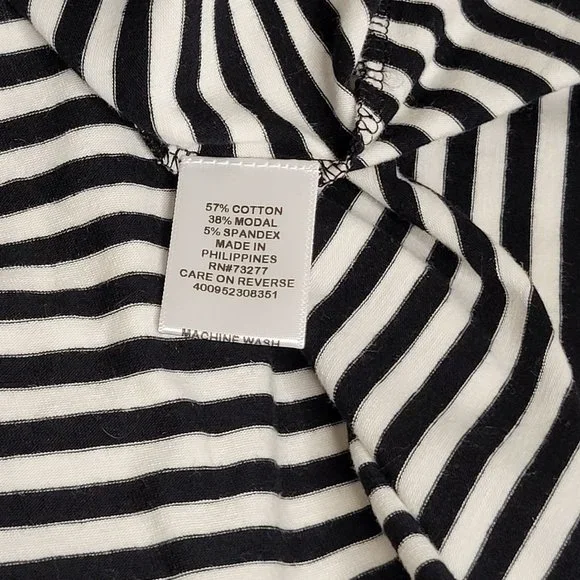 57% COTTON
38% MODAL
5% SPANDEX
MADE IN
PHILIPPINES
RN#73277
CARE ON REVERSE
400952308351
MACHINE WASH